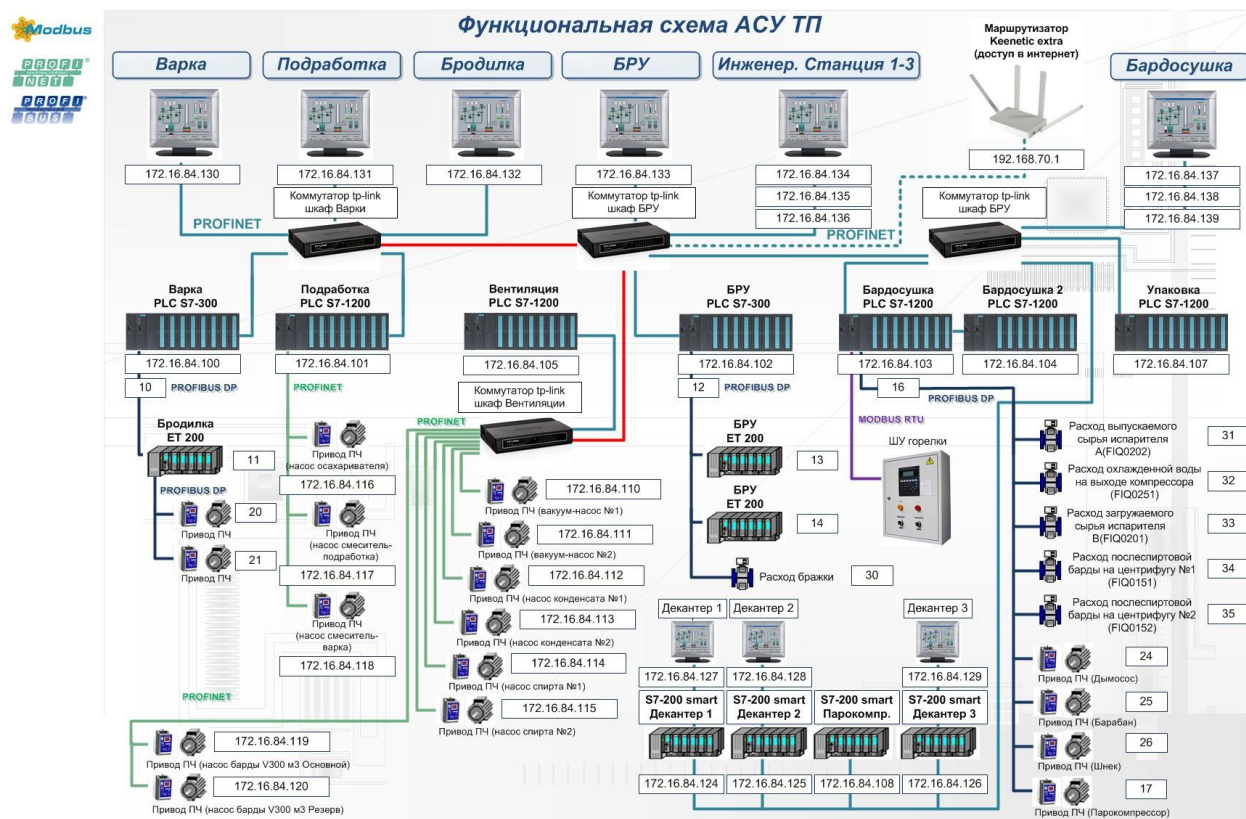 Функциональная схема АСУ ТП
Modbus
PROFI
NET
PROFI
BUS
Варка
Подработка
Бродилка
БРУ
Инженер. Станция 1-3
Маршрутизатор
Keenetic extra
(доступ в интернет)
Бардосушка
172.16.84.130
172.16.84.131
172.16.84.132
172.16.84.133
172.16.84.134
172.16.84.135
172.16.84.136
192.168.70.1
172.16.84.137
172.16.84.138
172.16.84.139
Коммутатор tp-link
шкаф Варки
Коммутатор tp-link
шкаф БРУ
Коммутатор tp-link
шкаф БРУ
PROFINET
PROFINET
Варка
PLC S7-300
172.16.84.100
Подработка
PLC S7-1200
172.16.84.101
Вентиляция
PLC S7-1200
172.16.84.105
БРУ
PLC S7-300
172.16.84.102
Бардосушка
PLC S7-1200
172.16.84.103
Бардосушка 2
PLC S7-1200
172.16.84.104
Упаковка
PLC S7-1200
172.16.84.107
10
PROFIBUS DP
Бродилка
ET 200
11
PROFIBUS DP
20
Привод ПЧ
21
Привод ПЧ
PROFINET
Привод ПЧ
(насос осахаривателя)
172.16.84.116
Привод ПЧ
(насос смеситель-
подработка)
172.16.84.117
Привод ПЧ
(насос смеситель-
варка)
172.16.84.118
Коммутатор tp-link
шкаф Вентиляции
PROFINET
172.16.84.110
Привод ПЧ (вакуум-насос №1)
172.16.84.111
Привод ПЧ (вакуум-насос №2)
172.16.84.112
Привод ПЧ (насос конденсата №1)
172.16.84.113
Привод ПЧ (насос конденсата №2)
172.16.84.114
Привод ПЧ (насос спирта №1)
172.16.84.115
Привод ПЧ (насос спирта №2)
PROFINET
172.16.84.119
Привод ПЧ (насос барды V300 м3 Основной)
172.16.84.120
Привод ПЧ (насос барды V300 м3 Резерв)
12
PROFIBUS DP
БРУ
ET 200
13
БРУ
ET 200
14
Расход бражки
30
MODBUS RTU
ШУ горелки
16
PROFIBUS DP
Расход выпускаемого
сырья испарителя
A(FIQ0202)
31
Расход охлажденной воды
на выходе компрессора
(FIQ0251)
32
Расход загружаемого
сырья испарителя
B(FIQ0201)
33
Расход послеспиртовой
барды на центрифугу №1
(FIQ0151)
34
Расход послеспиртовой
барды на центрифугу №2
(FIQ0152)
35
24
Привод ПЧ (Дымосос)
25
Привод ПЧ (Барабан)
26
Привод ПЧ (Шнек)
17
Привод ПЧ (Парокомпрессор)
Декантер 1
Декантер 2
Декантер 3
172.16.84.127
172.16.84.128
172.16.84.129
S7-200 smart
Декантер 1
S7-200 smart
Декантер 2
S7-200 smart
Парокомпр.
S7-200 smart
Декантер 3
172.16.84.124
172.16.84.125
172.16.84.108
172.16.84.126